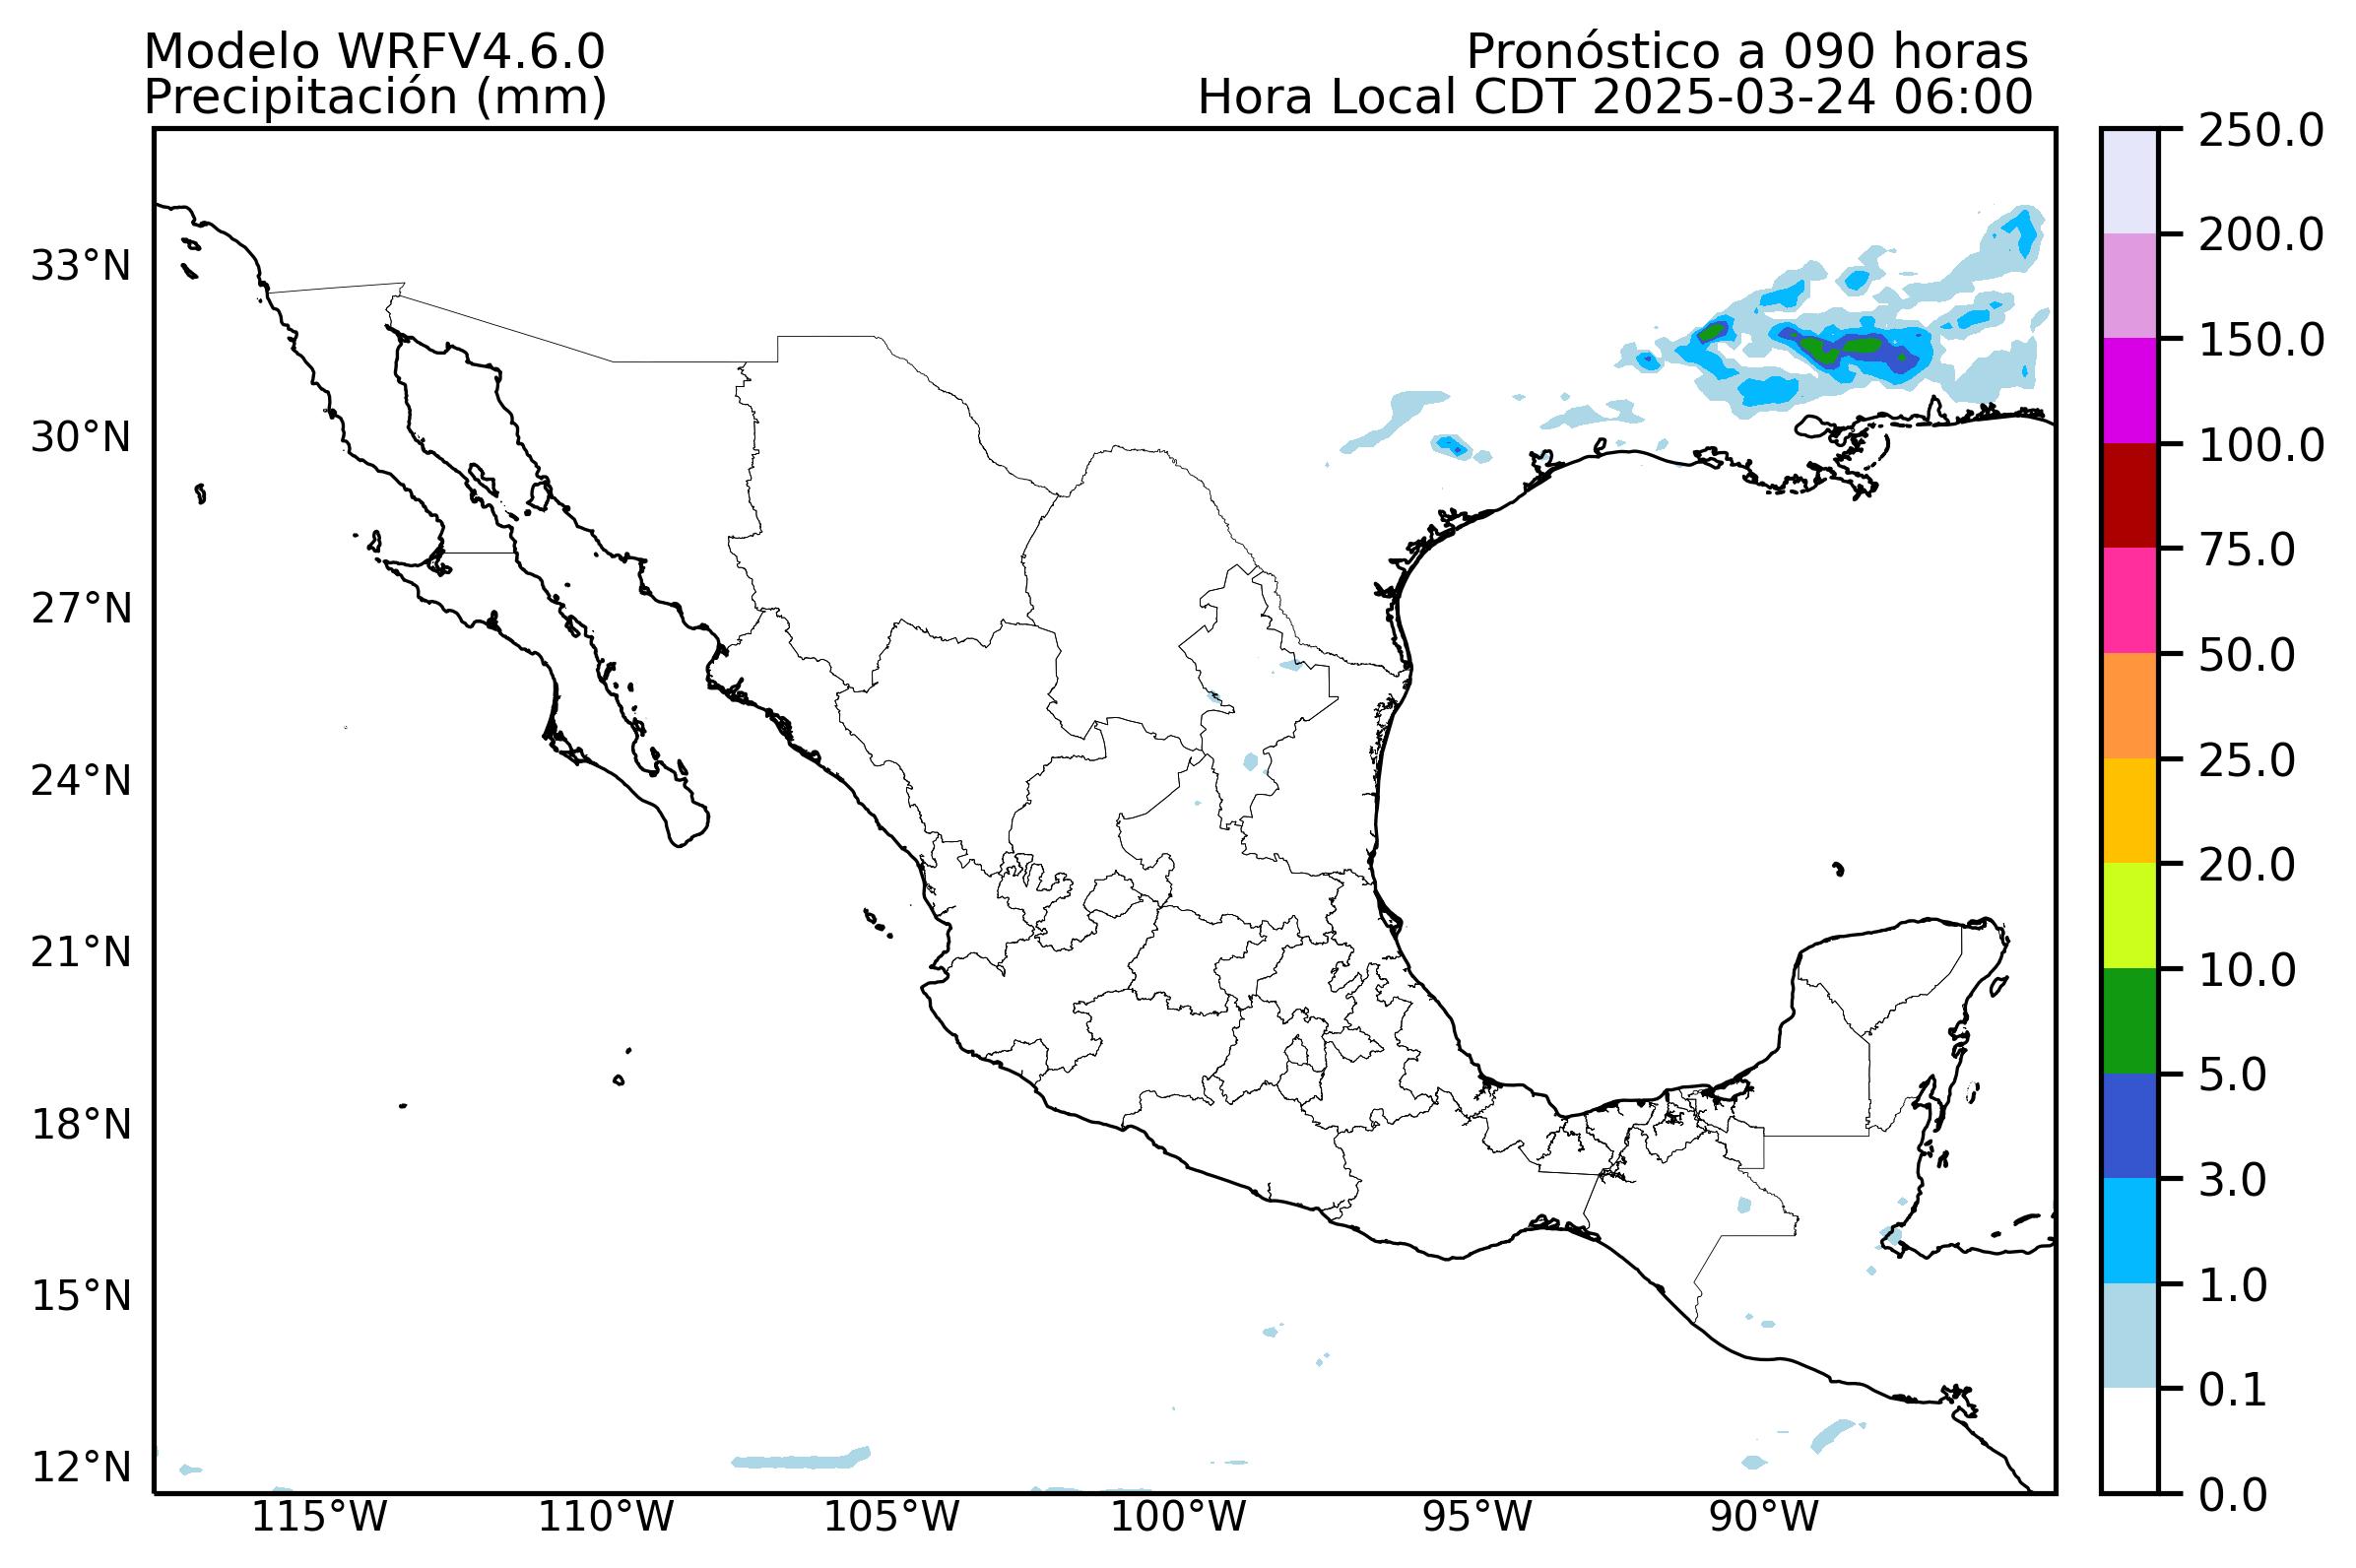 Modelo WRFV4.6.0
Precipitación (mm)
Pronóstico a 090 horas
Hora Local CDT 2025-03-24 06:00
33°N
30°N
27°N
24°N
21°N
18°N
15°N
12°N
115°W
110°W
105°W
100°W
95°W
90°W
250.0
200.0
150.0
100.0
75.0
50.0
25.0
20.0
10.0
5.0
3.0
1.0
0.1
0.0